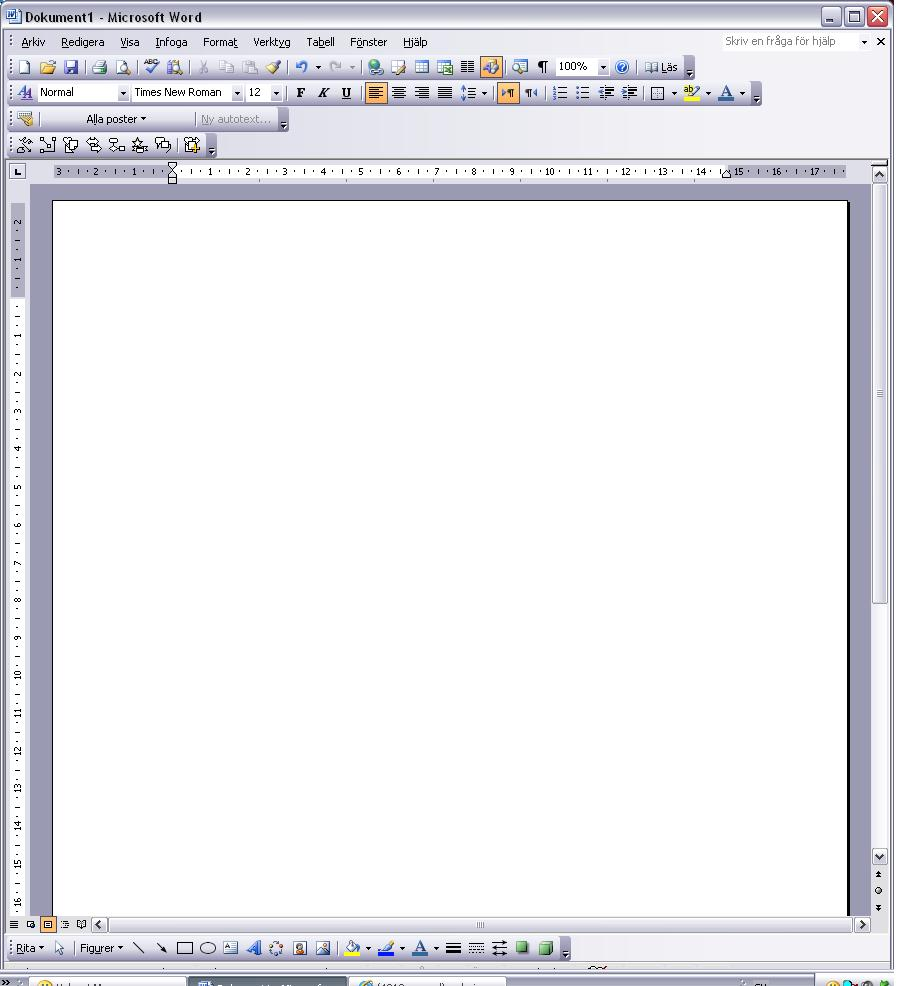 Dokument1 - Microsoft Word
Arkiv Redigera Visa Infoga Format Verktyg Tabell Fönster Hjälp Skriv en fråga för hjälp
100% Läs
Normal Times New Roman 12 F K U
Alla poster Ny autotext...
3 2 1 1 2 3 4 5 6 7 8 9 10 11 12 13 14 15 16 17
2
1
1
2
3
4
5
6
7
8
9
10
11
12
13
14
15
16
Rita Figurer